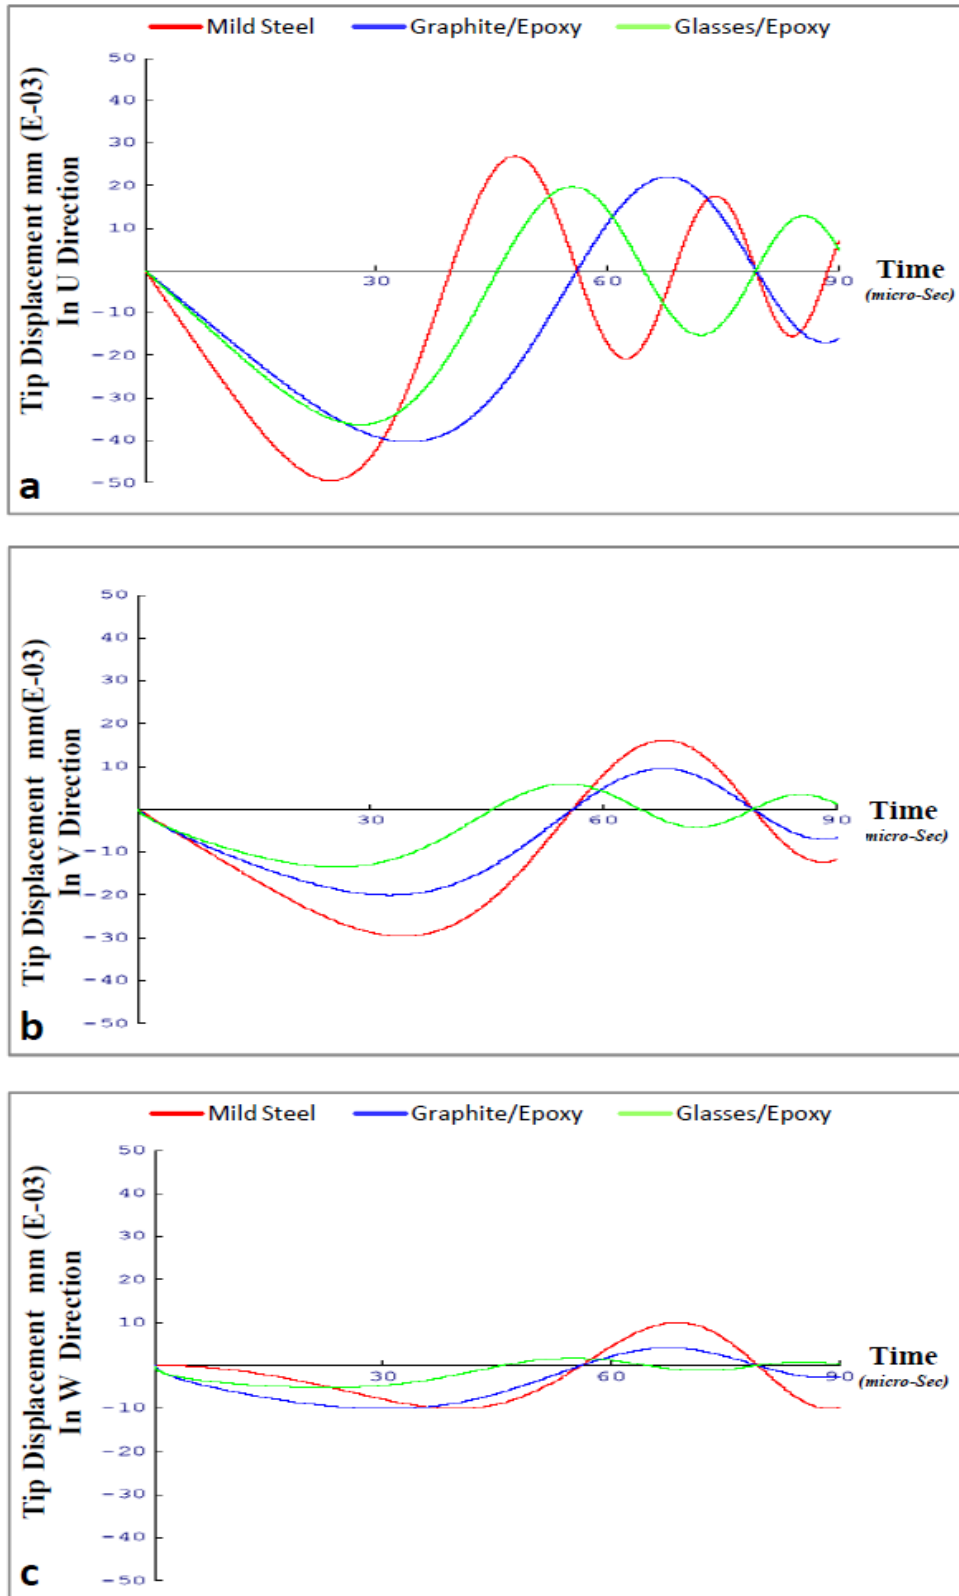 Mild Steel Graphite/Epoxy Glasses/Epoxy
Tip Displacement mm (E-03)
In U Direction
50
40
30
20
10
-10
-20
-30
-40
-50
30 60 90
Time
(micro-Sec)
a
Tip Displacement mm(E-03)
In V Direction
50
40
30
20
10
-10
-20
-30
-40
-50
30 60 90
Time
micro-Sec)
b
Mild Steel Graphite/Epoxy Glasses/Epoxy
Tip Displacement mm (E-03)
In W Direction
50
40
30
20
10
-10
-20
-30
-40
-50
30 60 90
Time
(micro-Sec)
c